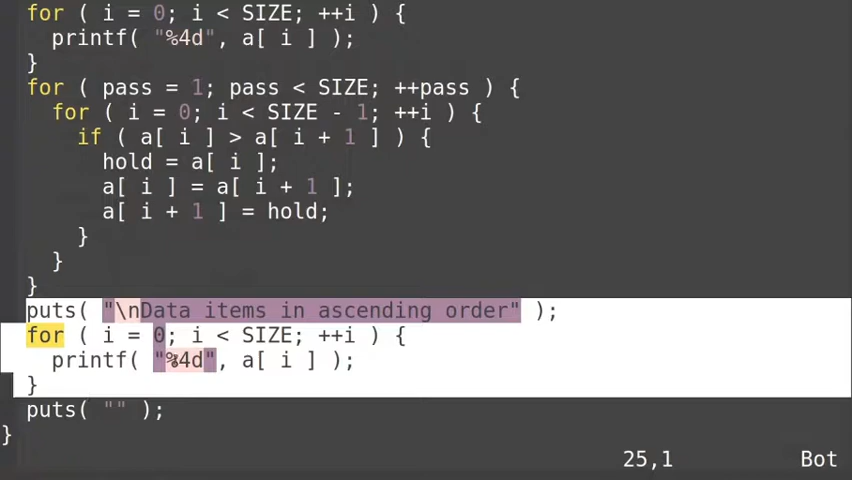 for ( i = 0; i < SIZE; ++i ) {
printf( "%4d", a[ i ] );
}
for ( pass = 1; pass < SIZE; ++pass ) {
for ( i = 0; i < SIZE - 1; ++i ) {
if ( a[ i ] > a[ i + 1 ] ) {
hold = a[ i ];
a[ i ] = a[ i + 1 ];
a[ i + 1 ] = hold;
}
}
}
puts( "\nData items in ascending order" );
for ( i = 0; i < SIZE; ++i ) {
printf( "%4d", a[ i ] );
}
puts( "" );
}
25,1 Bot